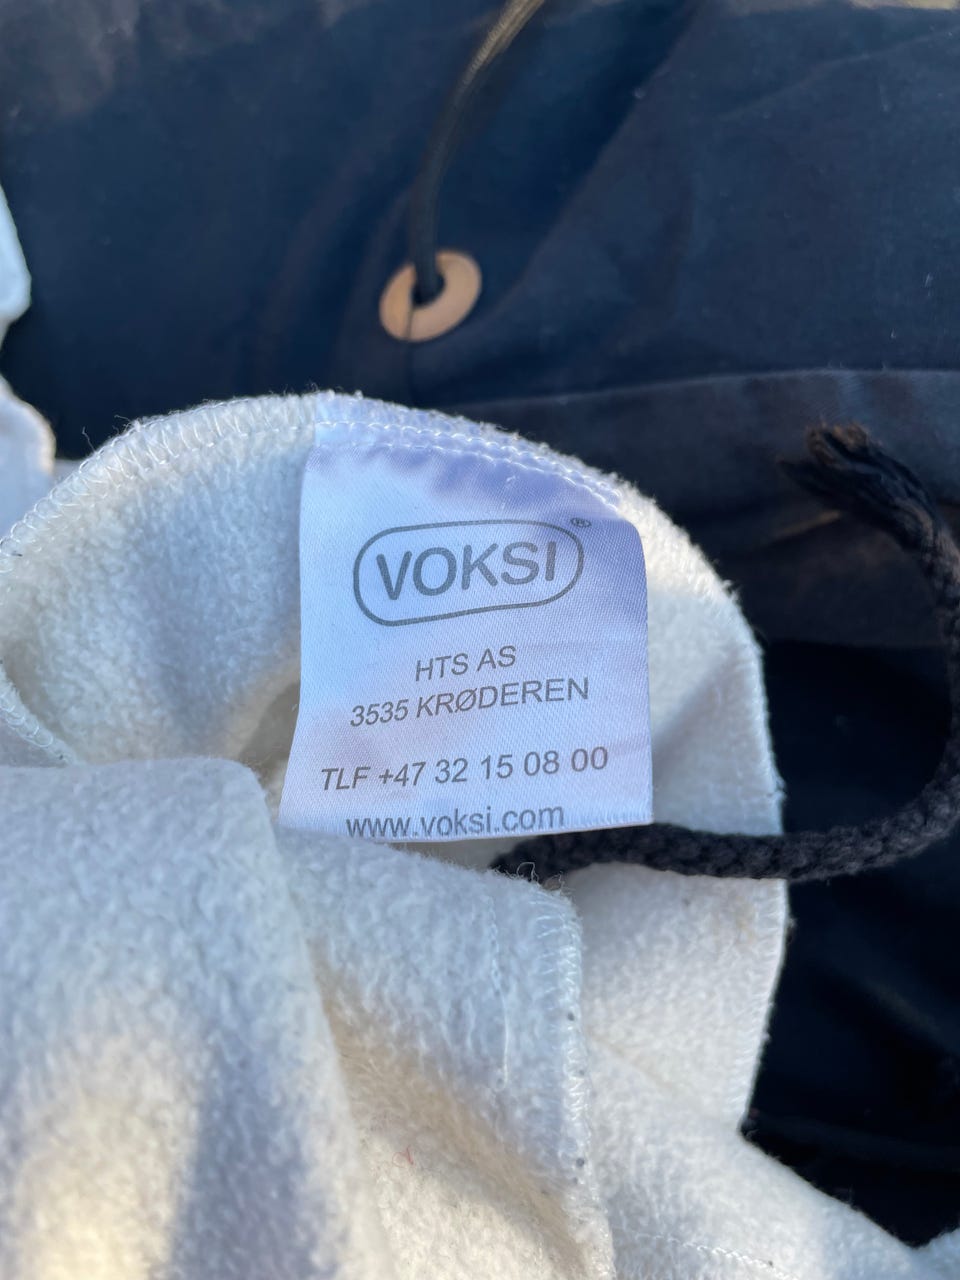 VOKSI®
HTS AS
3535 KRØDEREN
TLF +47 32 15 08 00
www.voksi.com